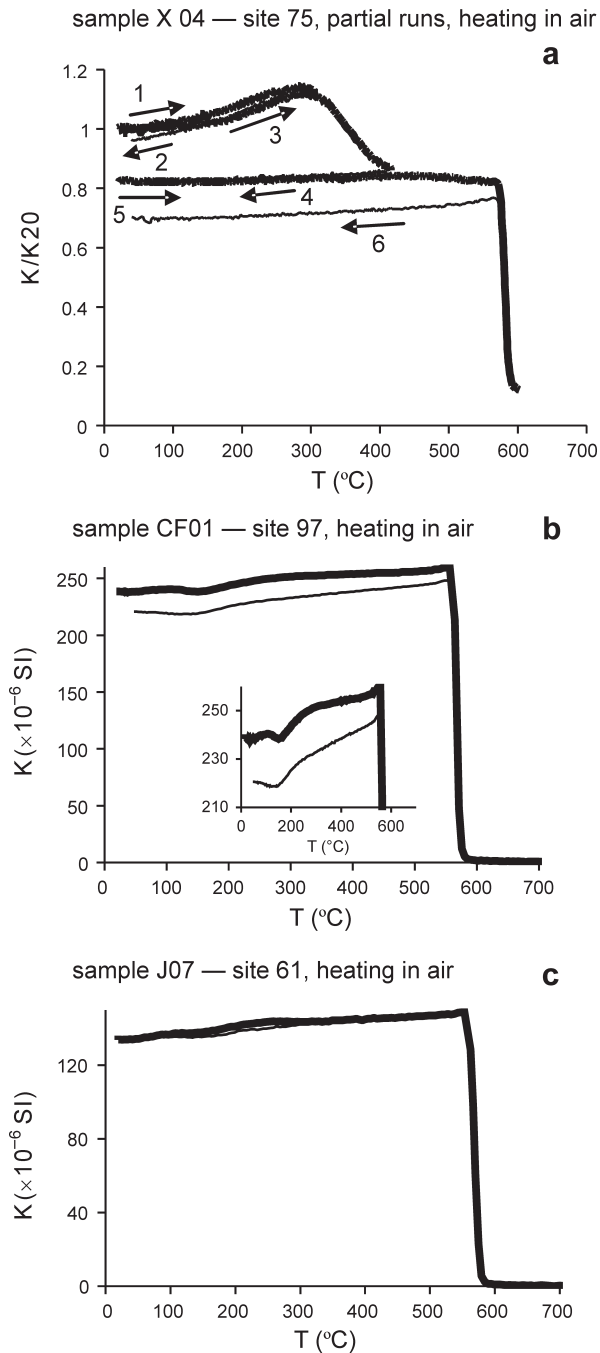 sample X 04 — site 75, partial runs, heating in air
a
1.2
1
0.8
0.6
0.4
0.2
0
K/K20
1
2
3
4
5
6
0 100 200 300 400 500 600 700
T (ºC)
sample CF01 — site 97, heating in air
b
250
200
150
100
50
0
K (×10⁻⁶ SI)
250
230
210
0 200 400 600
T (°C)
0 100 200 300 400 500 600 700
T (ºC)
sample J07 — site 61, heating in air
c
120
80
40
0
K (×10⁻⁶ SI)
0 100 200 300 400 500 600 700
T (ºC)